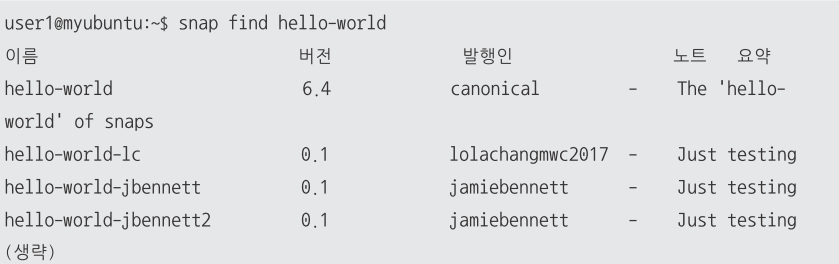 user1@myubuntu:~$ snap find hello-world
이름 버전 발행인 노트 요약
hello-world 6.4 canonical - The 'hello-
world' of snaps
hello-world-lc 0.1 lolachangmwc2017 - Just testing
hello-world-jbennett 0.1 jamiebennett - Just testing
hello-world-jbennett2 0.1 jamiebennett - Just testing
(생략)